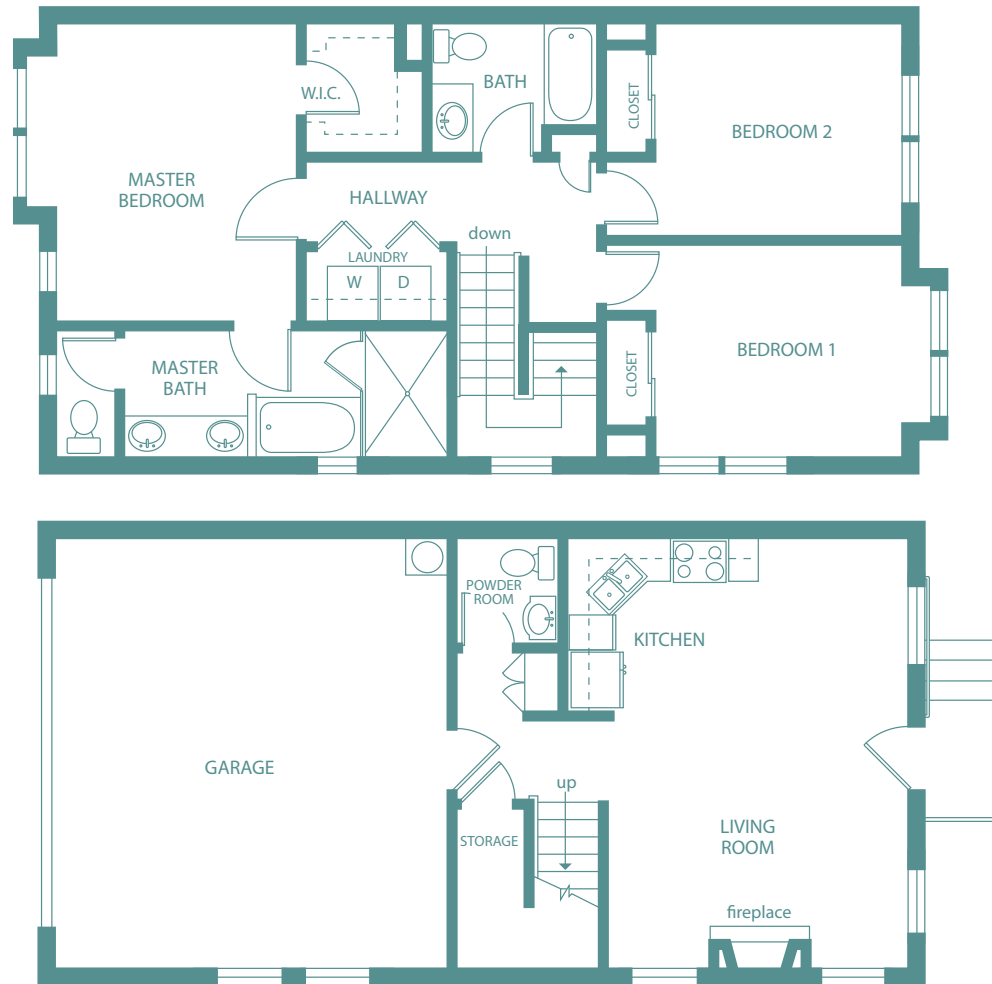 W.I.C.
BATH
CLOSET
BEDROOM 2
MASTER
BEDROOM
HALLWAY
down
LAUNDRY
W
D
MASTER
BATH
CLOSET
BEDROOM 1
POWDER
ROOM
KITCHEN
GARAGE
up
STORAGE
LIVING
ROOM
fireplace